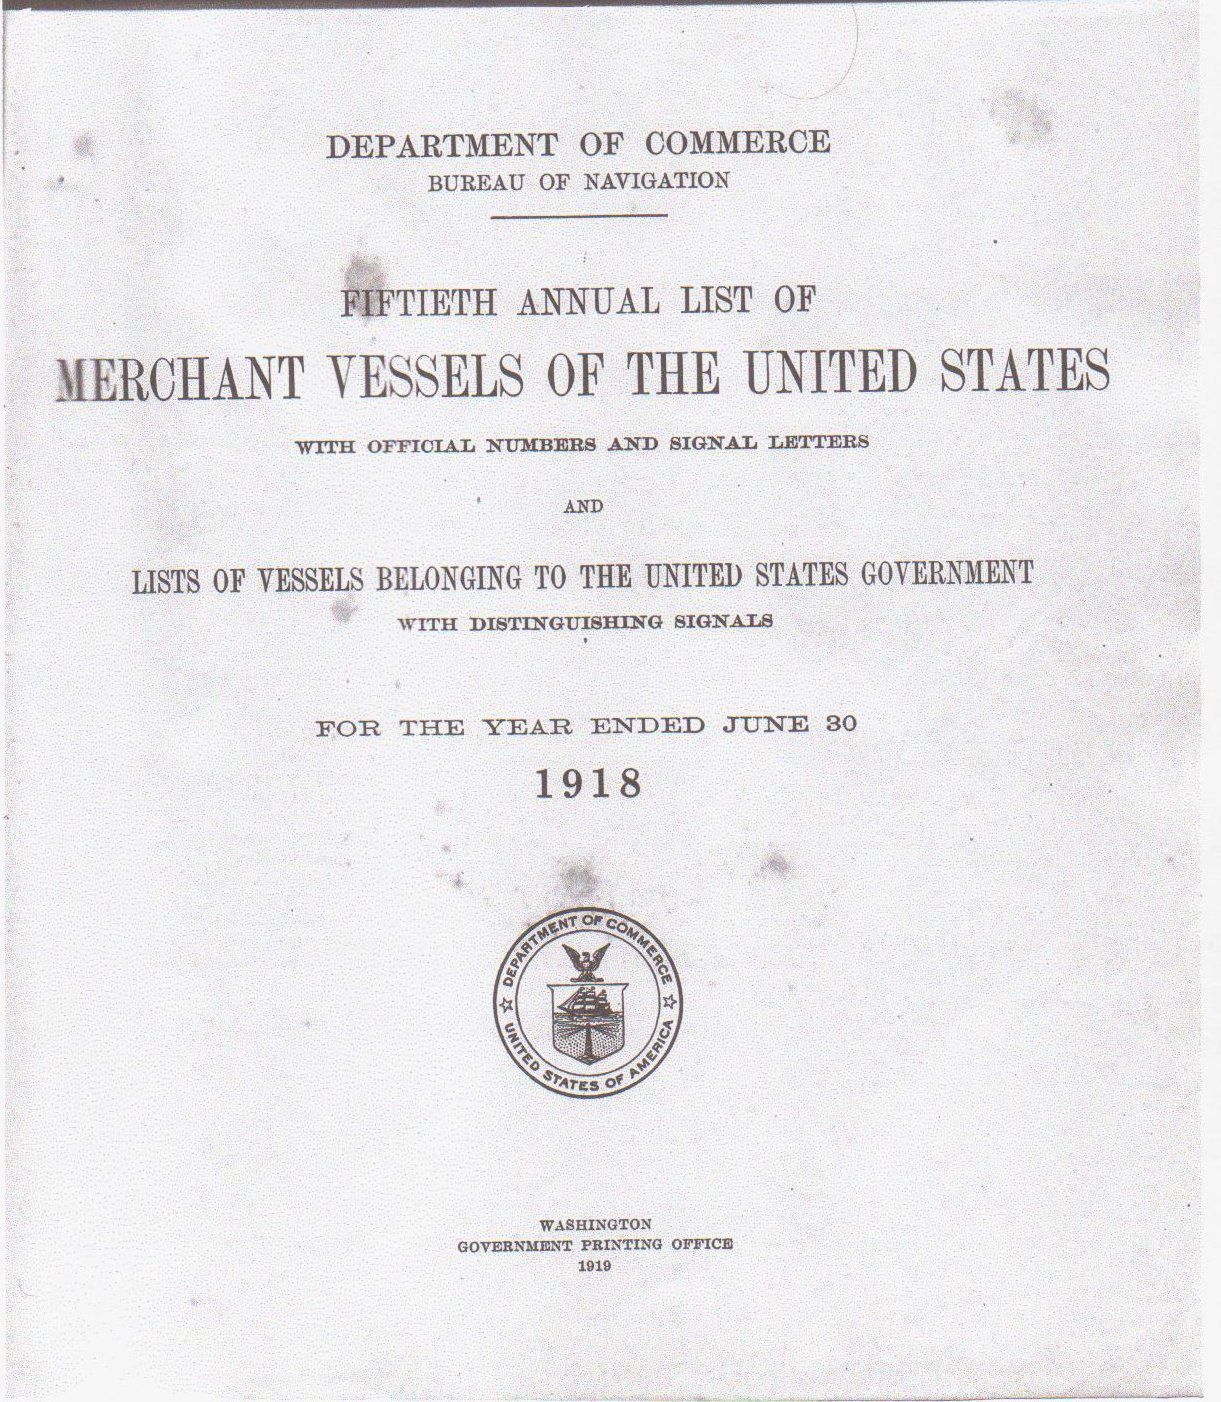 DEPARTMENT OF COMMERCE
BUREAU OF NAVIGATION
FIFTIETH ANNUAL LIST OF
MERCHANT VESSELS OF THE UNITED STATES
WITH OFFICIAL NUMBERS AND SIGNAL LETTERS
AND
LISTS OF VESSELS BELONGING TO THE UNITED STATES GOVERNMENT
WITH DISTINGUISHING SIGNALS
FOR THE YEAR ENDED JUNE 30
1918
DEPARTMENT OF COMMERCE
UNITED STATES OF AMERICA
WASHINGTON
GOVERNMENT PRINTING OFFICE
1919